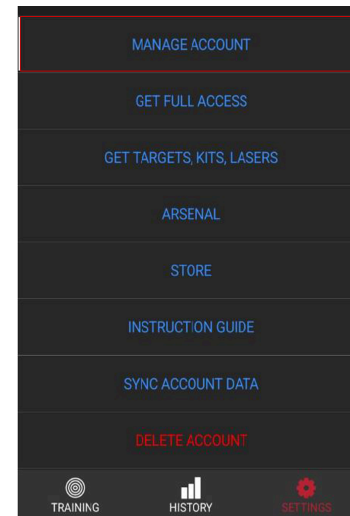 MANAGE ACCOUNT
GET FULL ACCESS
GET TARGETS, KITS, LASERS
ARSENAL
STORE
INSTRUCTION GUIDE
SYNC ACCOUNT DATA
DELETE ACCOUNT
TRAINING HISTORY SETTINGS